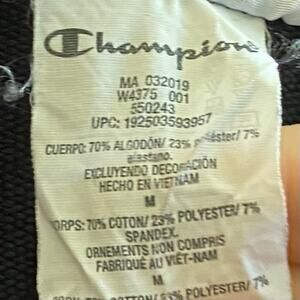 Champion
MA 032019
W4375 001
550243
UPC: 192503593957
CUERPO: 70% ALGODÓN/ 23% poliéster/ 7%
elastano.
EXCLUYENDO DECORACIÓN
HECHO EN VIETNAM
M
CORPS: 70% COTON/ 23% POLYESTER/ 7%
SPANDEX.
ORNEMENTS NON COMPRIS
FABRIQUÉ AU VIÊT-NAM
M